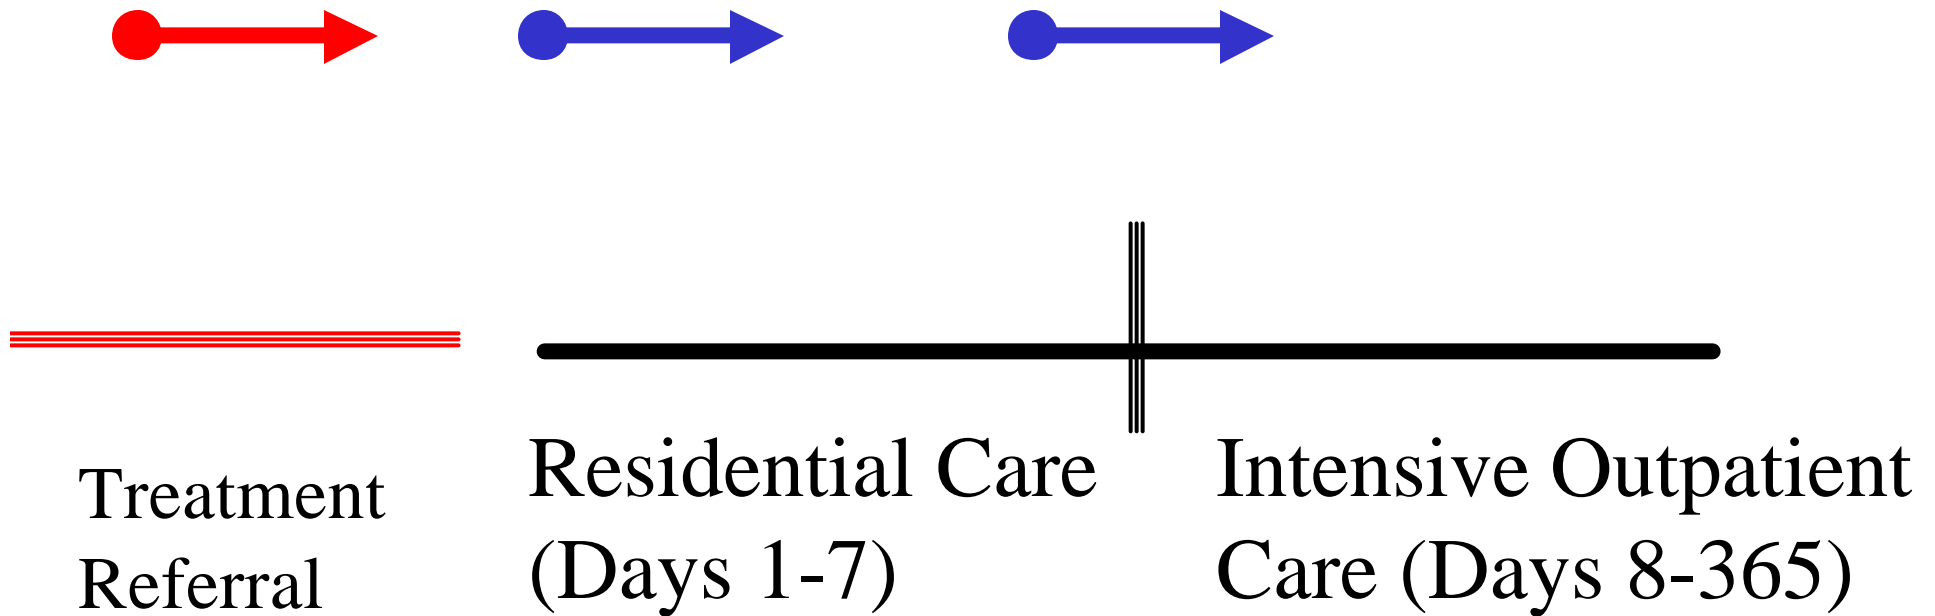 Treatment
Referral
Residential Care
(Days 1-7)
Intensive Outpatient
Care (Days 8-365)